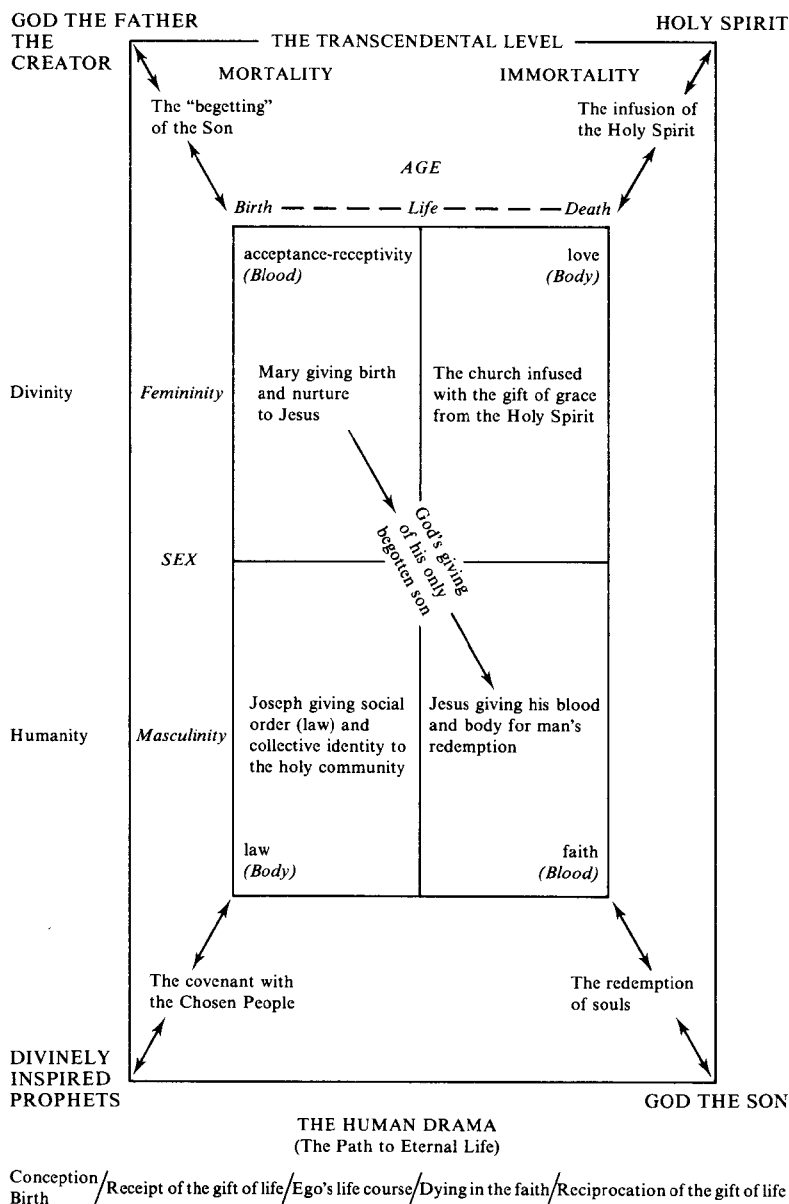 GOD THE FATHER
THE
CREATOR
HOLY SPIRIT
THE TRANSCENDENTAL LEVEL
MORTALITY
IMMORTALITY
The "begetting"
of the Son
The infusion of
the Holy Spirit
AGE
Birth
Life
Death
acceptance-receptivity
(Blood)
love
(Body)
Divinity
Femininity
Mary giving birth
and nurture
to Jesus
The church infused
with the gift of grace
from the Holy Spirit
God's giving
of his only
begotten son
SEX
Humanity
Masculinity
Joseph giving social
order (law) and
collective identity to
the holy community
Jesus giving his blood
and body for man's
redemption
law
(Body)
faith
(Blood)
The covenant with
the Chosen People
The redemption
of souls
DIVINELY
INSPIRED
PROPHETS
GOD THE SON
THE HUMAN DRAMA
(The Path to Eternal Life)
Conception
Birth
/Receipt of the gift of life/Ego's life course/Dying in the faith/Reciprocation of the gift of life